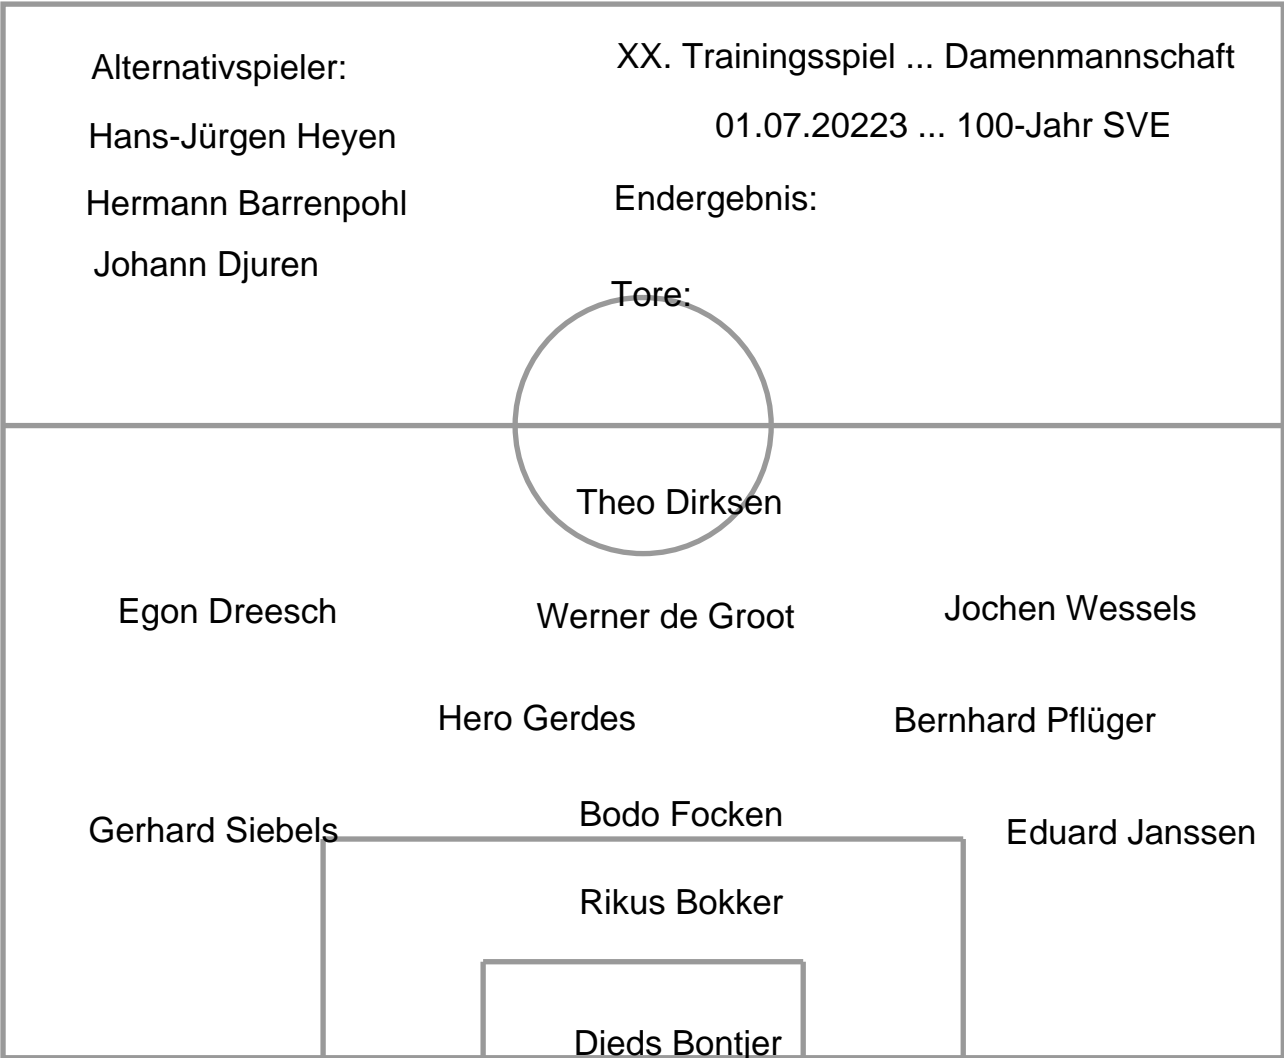 Alternativspieler:
Hans-Jürgen Heyen
Hermann Barrenpohl
Johann Djuren
XX. Trainingsspiel ... Damenmannschaft
01.07.20223 ... 100-Jahr SVE
Endergebnis:
Tore:
Theo Dirksen
Egon Dreesch
Werner de Groot
Jochen Wessels
Hero Gerdes
Bernhard Pflüger
Gerhard Siebels
Bodo Focken
Eduard Janssen
Rikus Bokker
Dieds Bontjer